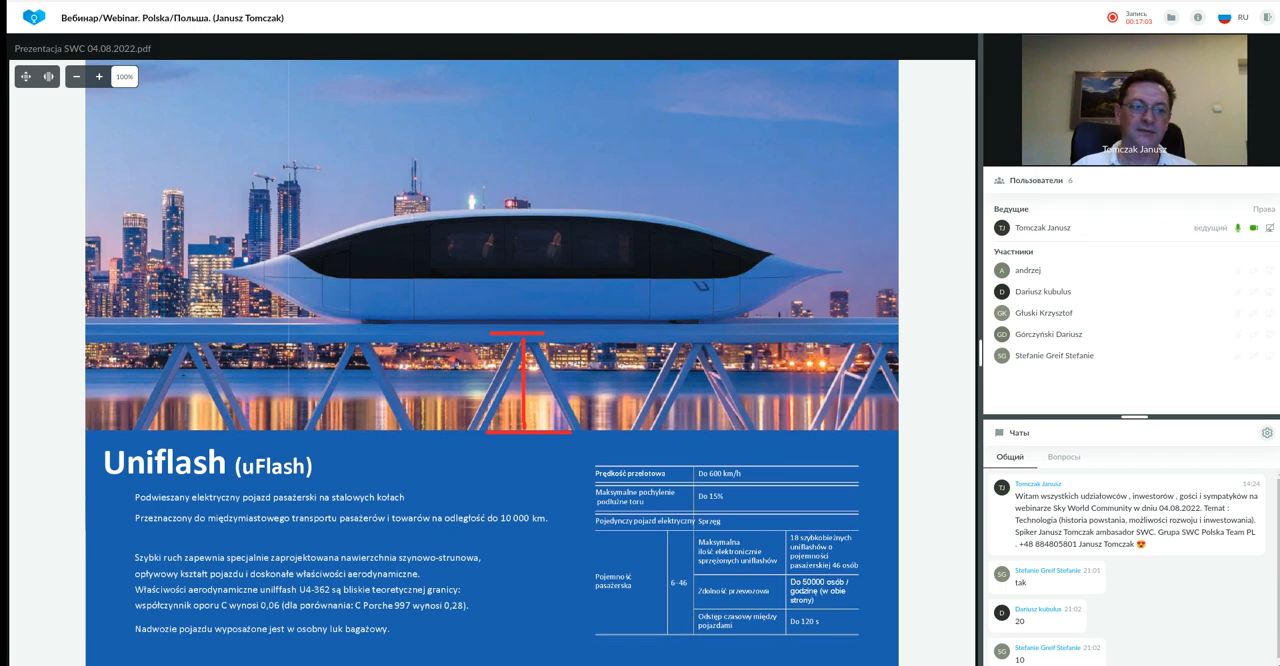 Вебинар/Webinar. Polska/Польша. (Janusz Tomczak)
Запись
00:17:03
RU
Prezentacja SWC 04.08.2022.pdf
100%
Tomczak Janusz
Пользователи 6
Ведущие
Права
TJ Tomczak Janusz
ведущий
Участники
A andrzej
D Dariusz kubulus
GK Głuski Krzysztof
GD Górczyński Dariusz
SG Stefanie Greif Stefanie
Чаты
Общий
Вопросы
TJ Tomczak Janusz 14:24
Witam wszystkich udziałowców , inwestorów , gości i sympatyków na
webinarze Sky World Community w dniu 04.08.2022. Temat :
Technologia (historia powstania, możliwości rozwoju i inwestowania).
Spiker Janusz Tomczak ambasador SWC. Grupa SWC Polska Team PL
. +48 884805801 Janusz Tomczak 😍
SG Stefanie Greif Stefanie 21:01
tak
D Dariusz kubulus 21:02
20
SG Stefanie Greif Stefanie 21:02
10
Uniflash (uFlash)
Podwieszany elektryczny pojazd pasażerski na stalowych kołach
Przeznaczony do międzymiastowego transportu pasażerów i towarów na odległość do 10 000 km.
Szybki ruch zapewnia specjalnie zaprojektowana nawierzchnia szynowo-strunowa,
opływowy kształt pojazdu i doskonałe właściwości aerodynamiczne.
Właściwości aerodynamiczne unilflash U4-362 są bliskie teoretycznej granicy:
współczynnik oporu C wynosi 0,06 (dla porównania: C Porche 997 wynosi 0,28).
Nadwozie pojazdu wyposażone jest w osobny luk bagażowy.
Prędkość przelotowa
Do 600 km/h
Maksymalne pochylenie
podłużne toru
Do 15%
Pojedynczy pojazd elektryczny
Sprzęg
Pojemność
pasażerska
6-46
Maksymalna
ilość elektronicznie
sprzężonych uniflashów
18 szybkobieżnych
uniflashów o
pojemności
pasażerskiej 46 osób
Zdolność przewozowa
Do 50000 osób /
godzinę (w obie
strony)
Odstęp czasowy między
pojazdami
Do 120 s